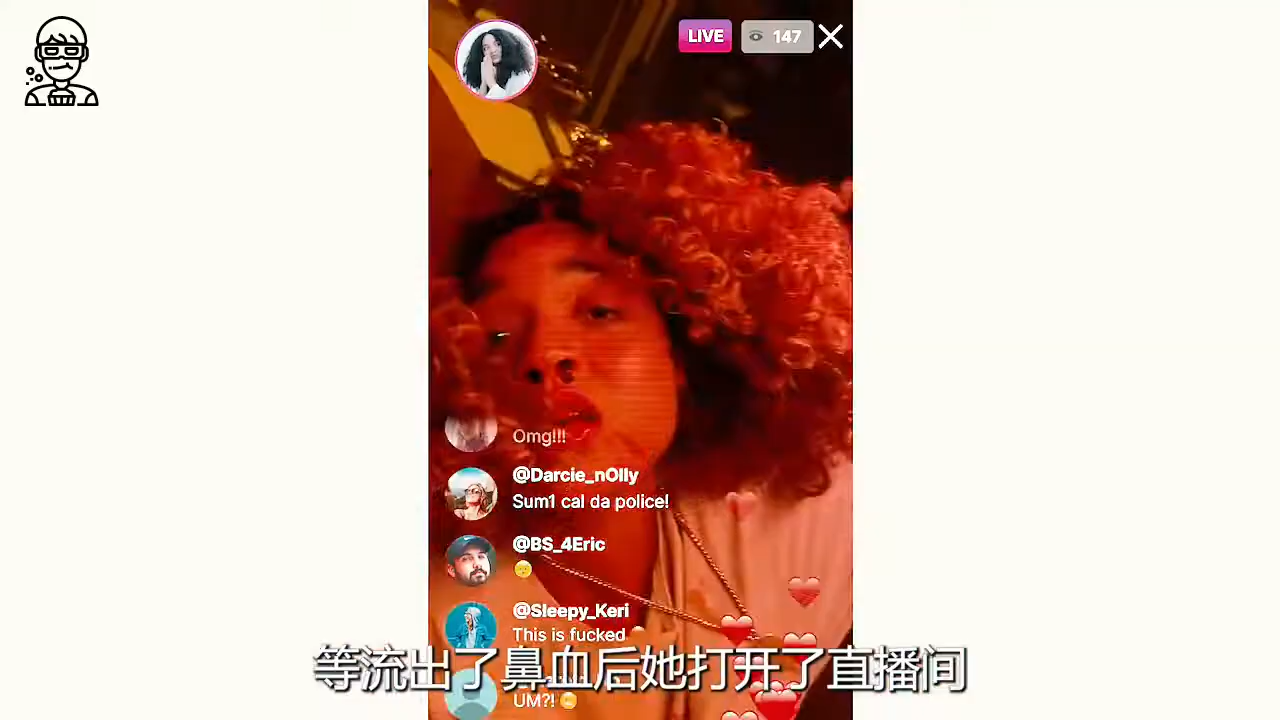 LIVE
147
Omg!!!
@Darcie_nOlly
Sum1 cal da police!
@BS_4Eric
@Sleepy_Keri
This is fucked
等流出了鼻血后她打开了直播间
UM?!